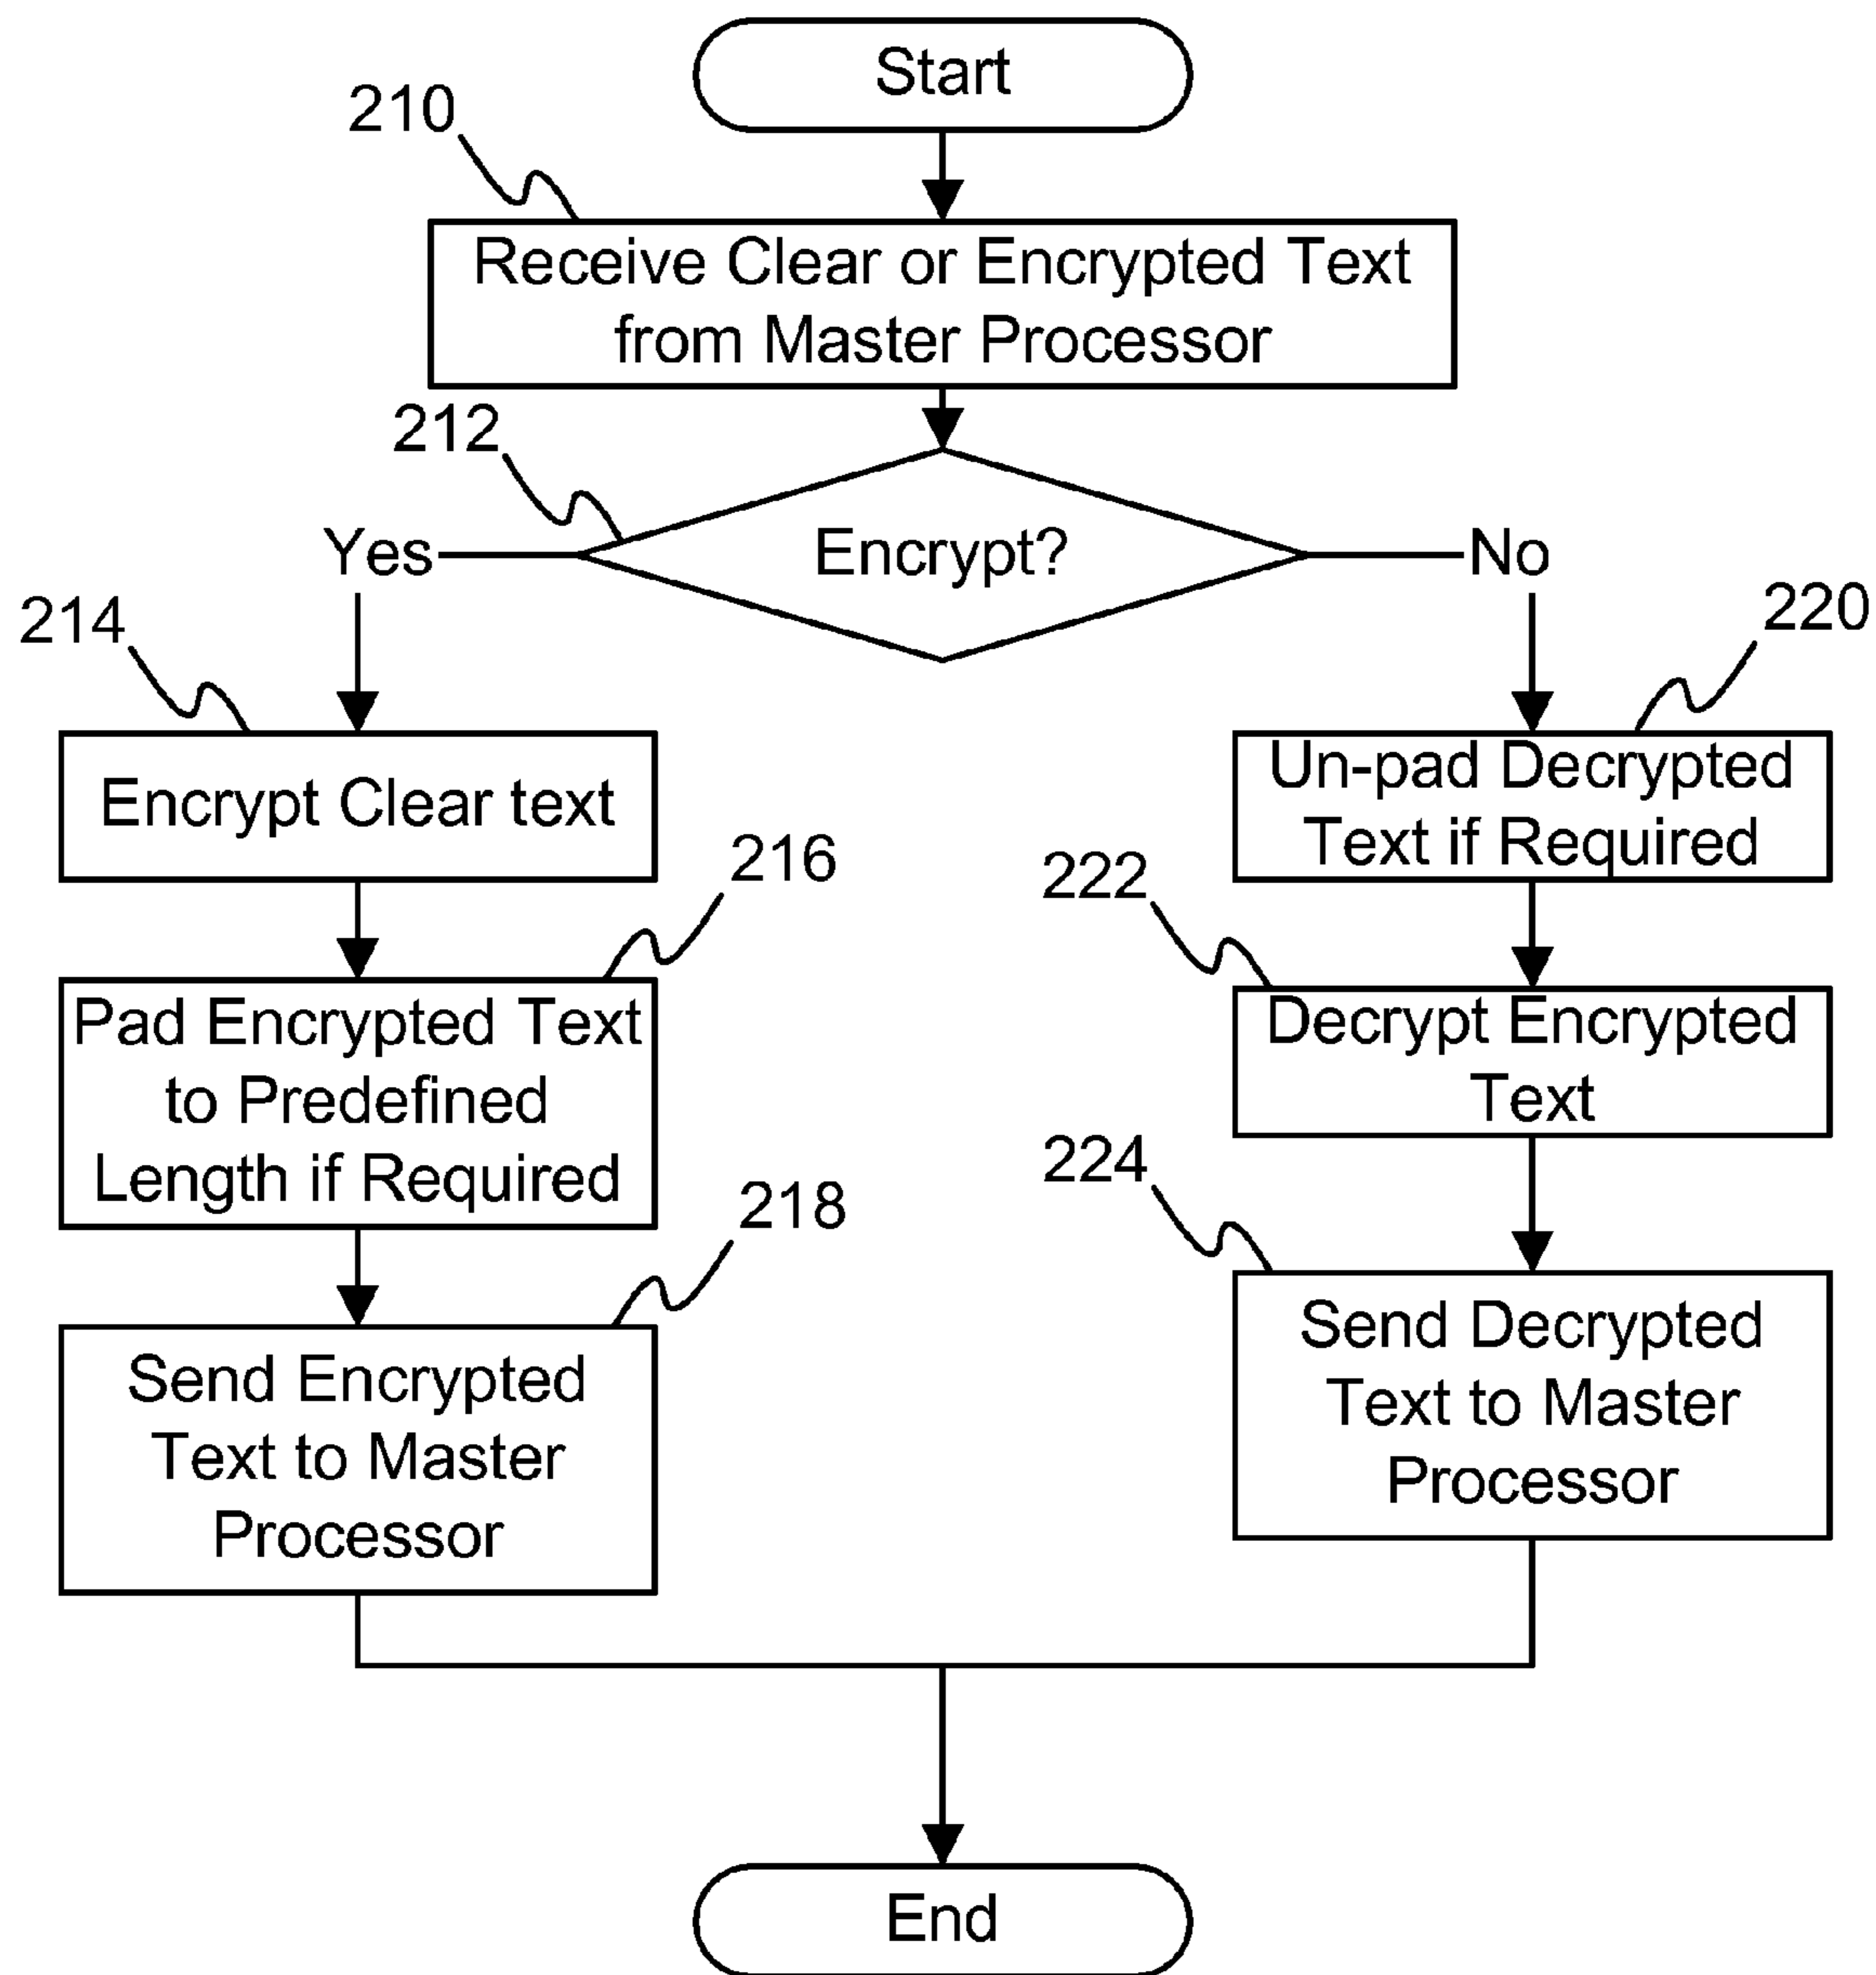 Start
210
Receive Clear or Encrypted Text
from Master Processor
212
Encrypt?
Yes
No
214
Encrypt Clear text
216
Pad Encrypted Text
to Predefined
Length if Required
218
Send Encrypted
Text to Master
Processor
220
Un-pad Decrypted
Text if Required
222
Decrypt Encrypted
Text
224
Send Decrypted
Text to Master
Processor
End